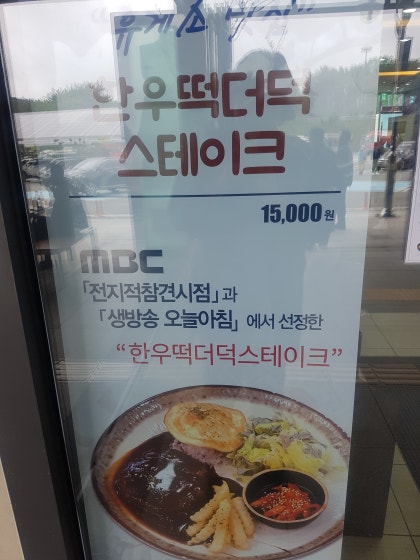 한우떡더덕
스테이크
15,000원
mbc
「전지적참견시점」과
「생방송 오늘아침」에서 선정한
“한우떡더덕스테이크”